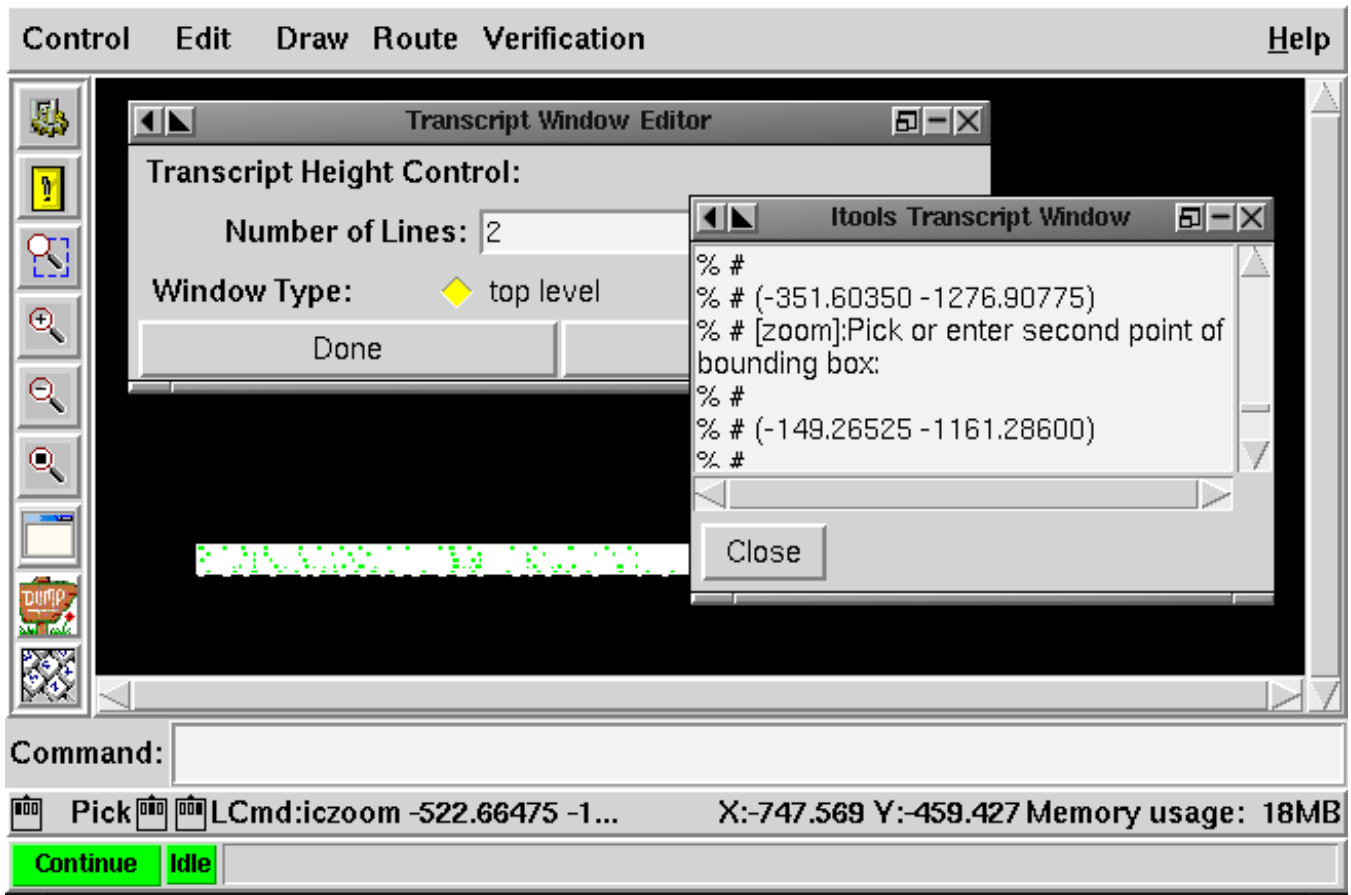 Control Edit Draw Route Verification Help
Transcript Window Editor
Transcript Height Control:
Number of Lines: 2
Window Type: top level
Done
Itools Transcript Window
% #
% # (-351.60350 -1276.90775)
% # [zoom]:Pick or enter second point of
bounding box:
% #
% # (-149.26525 -1161.28600)
% #
Close
DUMP
Command:
Pick LCmd:iczoom -522.66475 -1... X:-747.569 Y:-459.427 Memory usage: 18MB
Continue Idle